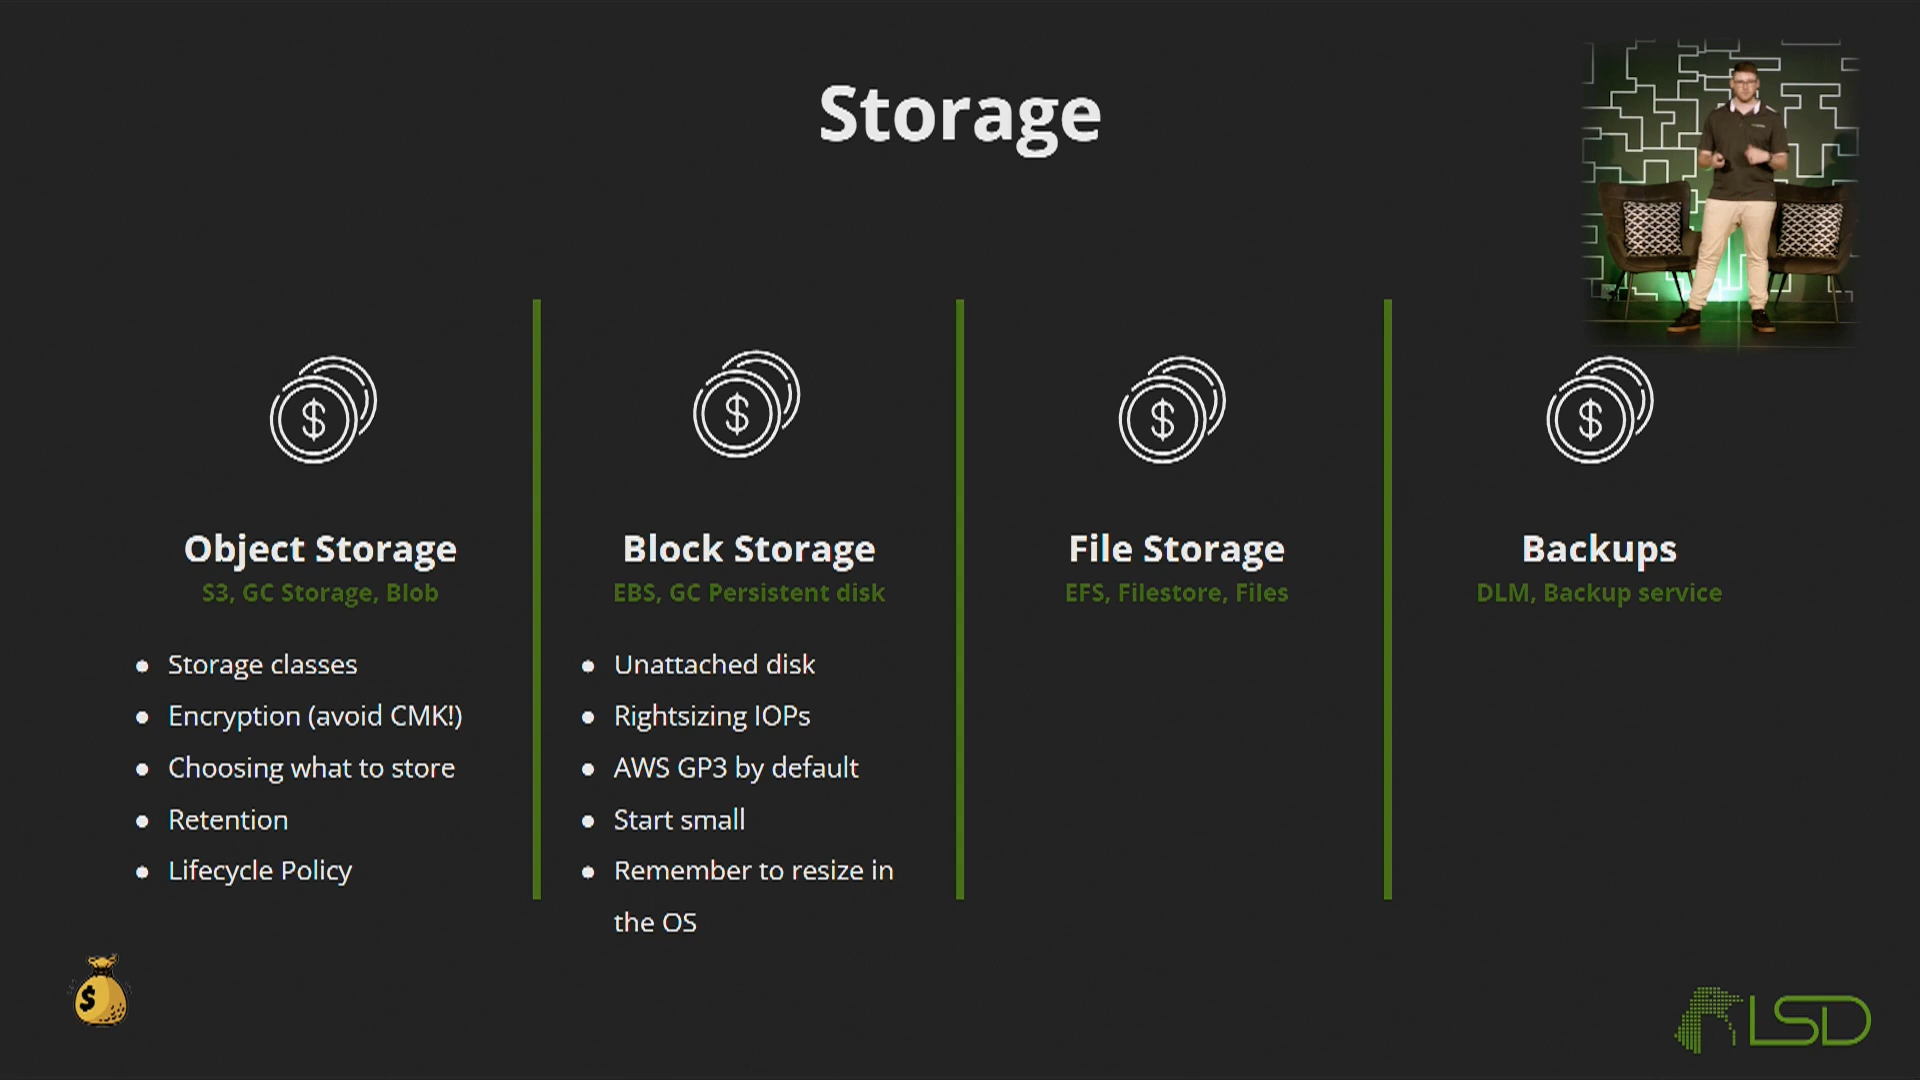 Storage
$
$
$
$
Object Storage
S3, GC Storage, Blob
● Storage classes
● Encryption (avoid CMK!)
● Choosing what to store
● Retention
● Lifecycle Policy
Block Storage
EBS, GC Persistent disk
● Unattached disk
● Rightsizing IOPs
● AWS GP3 by default
● Start small
● Remember to resize in
the OS
File Storage
EFS, Filestore, Files
Backups
DLM, Backup service
$
LSD